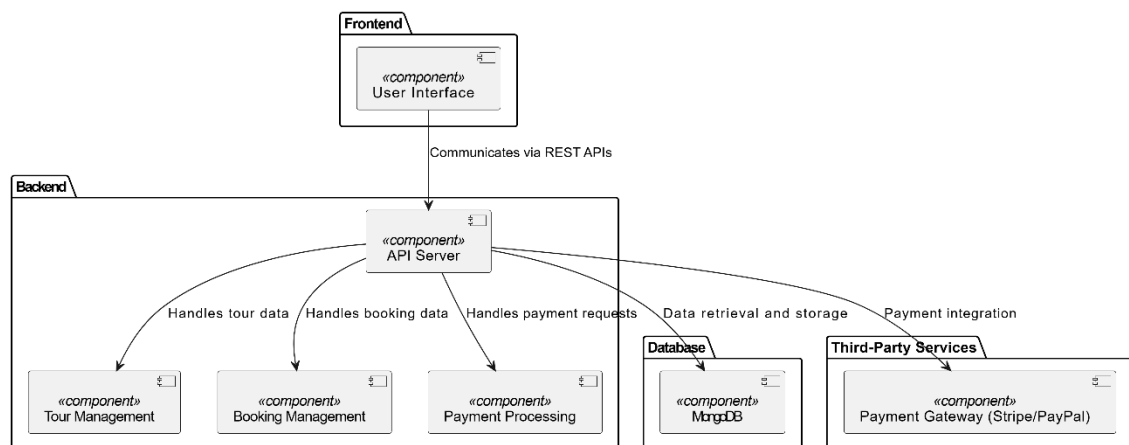 Frontend
«component»
User Interface
Communicates via REST APIs
Backend
«component»
API Server
Handles tour data
Handles booking data
Handles payment requests
Data retrieval and storage
Payment integration
Database
Third-Party Services
«component»
Tour Management
«component»
Booking Management
«component»
Payment Processing
«component»
MongoDB
«component»
Payment Gateway (Stripe/PayPal)